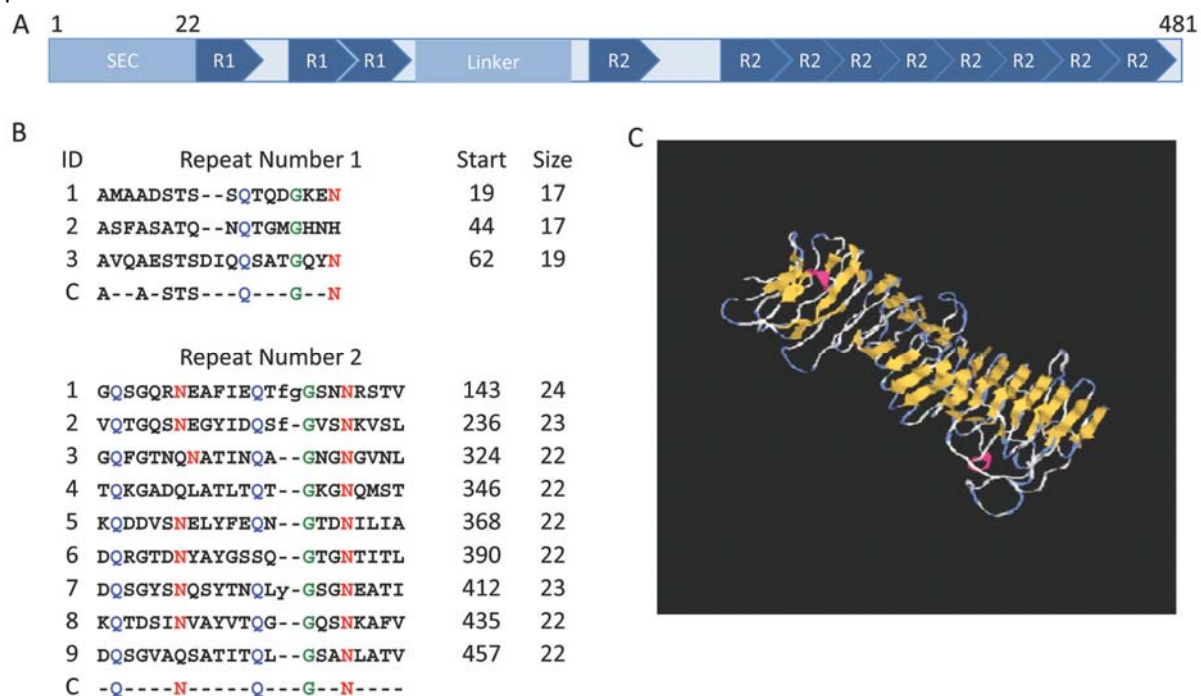 A 1 22 481
SEC R1 R1 R1 Linker R2 R2 R2 R2 R2 R2 R2 R2 R2
B
ID Repeat Number 1 Start Size
1 AMAADSTS--SQTQDGKEN 19 17
2 ASFASATQ--NQTGMGHNH 44 17
3 AVQAESTSDIQQSATGQYN 62 19
C A--A-STS---Q---G--N
Repeat Number 2
1 GQSGQRNEAFIEQTfgGSNNRSTV 143 24
2 VQTGQSNEGYIDQSf-GVSNKVSL 236 23
3 GQFGTNQNATINQA--GNGNGVNL 324 22
4 TQKGADQLATLTQT--GKGNQMST 346 22
5 KQDDVSNELYFEQN--GTDNILIA 368 22
6 DQRGTDNYAYGSSQ--GTGNTITL 390 22
7 DQSGYSNQSYTNQLy-GSGNEATI 412 23
8 KQTDSINVAYVTQG--GQSNKAFV 435 22
9 DQSGVAQSATITQL--GSANLATV 457 22
C -Q----N-----Q---G-N----
C